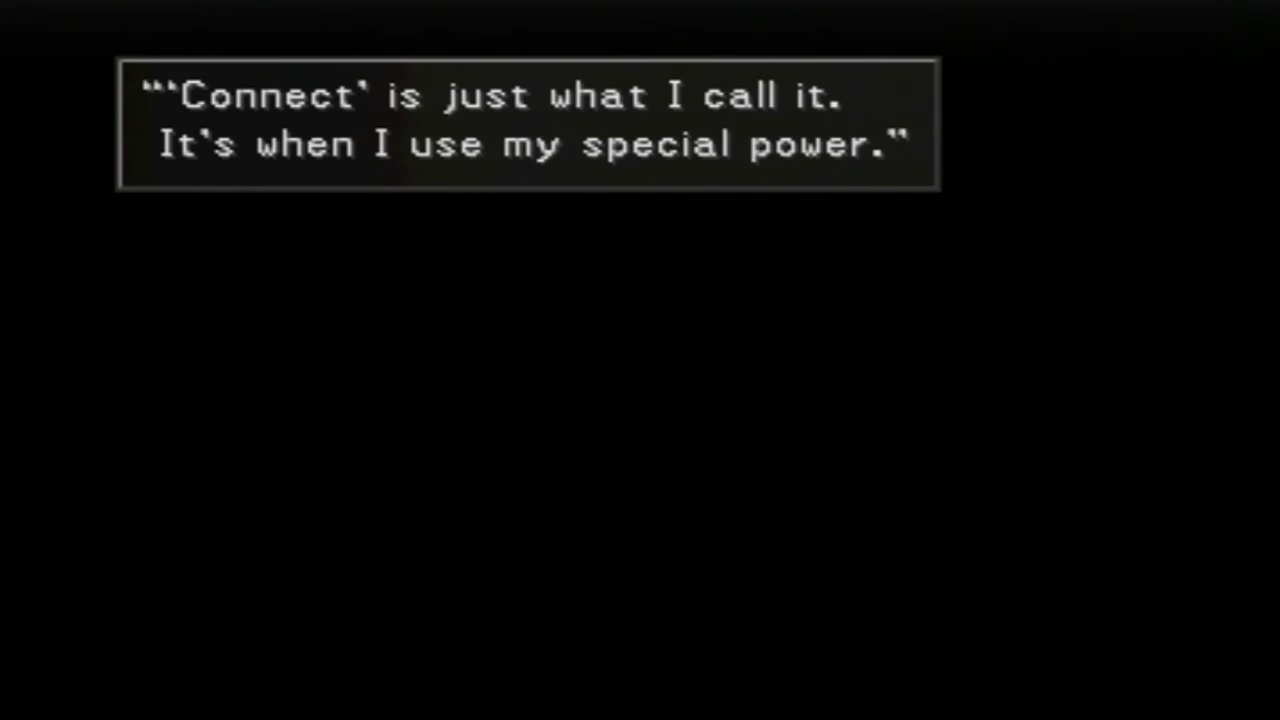 “‘Connect’ is just what I call it.
It’s when I use my special power.”